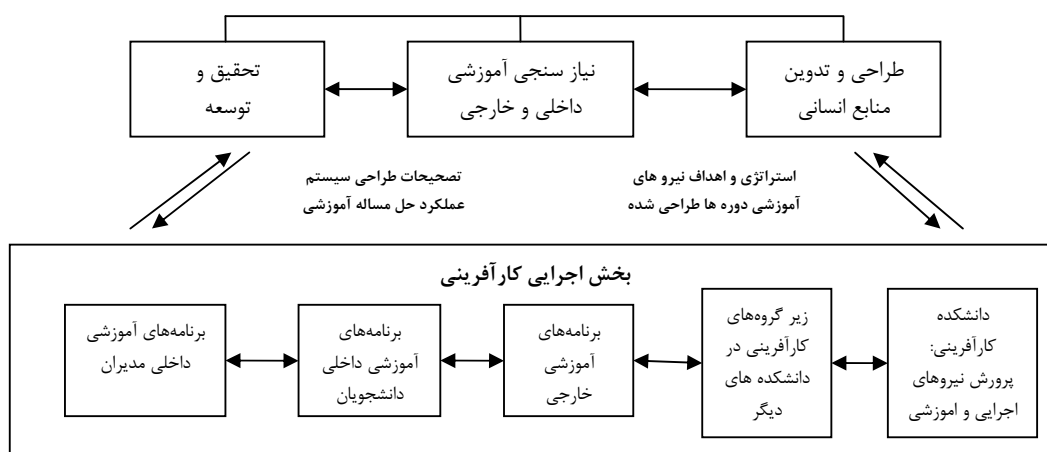 طراحی و تدوین
منابع انسانی
نیاز سنجی آموزشی
داخلی و خارجی
تحقیق و
توسعه
استراتژی و اهداف نیرو های
آموزشی دوره ها طراحی شده
تصحیحات طراحی سیستم
عملکرد حل مساله آموزشی
بخش اجرایی کارآفرینی
دانشکده
کارآفرینی:
پرورش نیروهای
اجرایی و اموزشی
زیر گروه‌های
کارآفرینی در
دانشکده های
دیگر
برنامه‌های
آموزشی
خارجی
برنامه‌های
آموزشی داخلی
دانشجویان
برنامه‌های آموزشی
داخلی مدیران